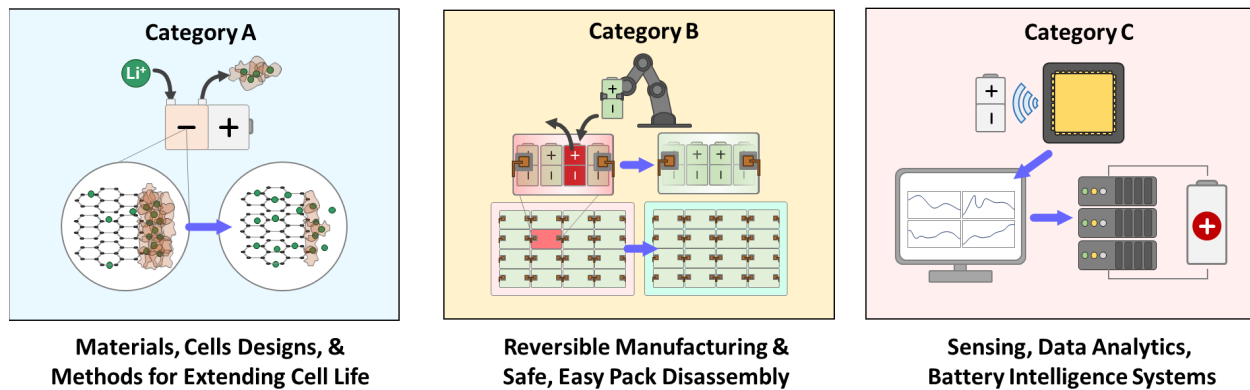 Category A
Li+
− +
Materials, Cells Designs, &
Methods for Extending Cell Life
Category B
+
−
+ + + +
− − − −
+ +
− −
Reversible Manufacturing &
Safe, Easy Pack Disassembly
Category C
+
−
+
Sensing, Data Analytics,
Battery Intelligence Systems